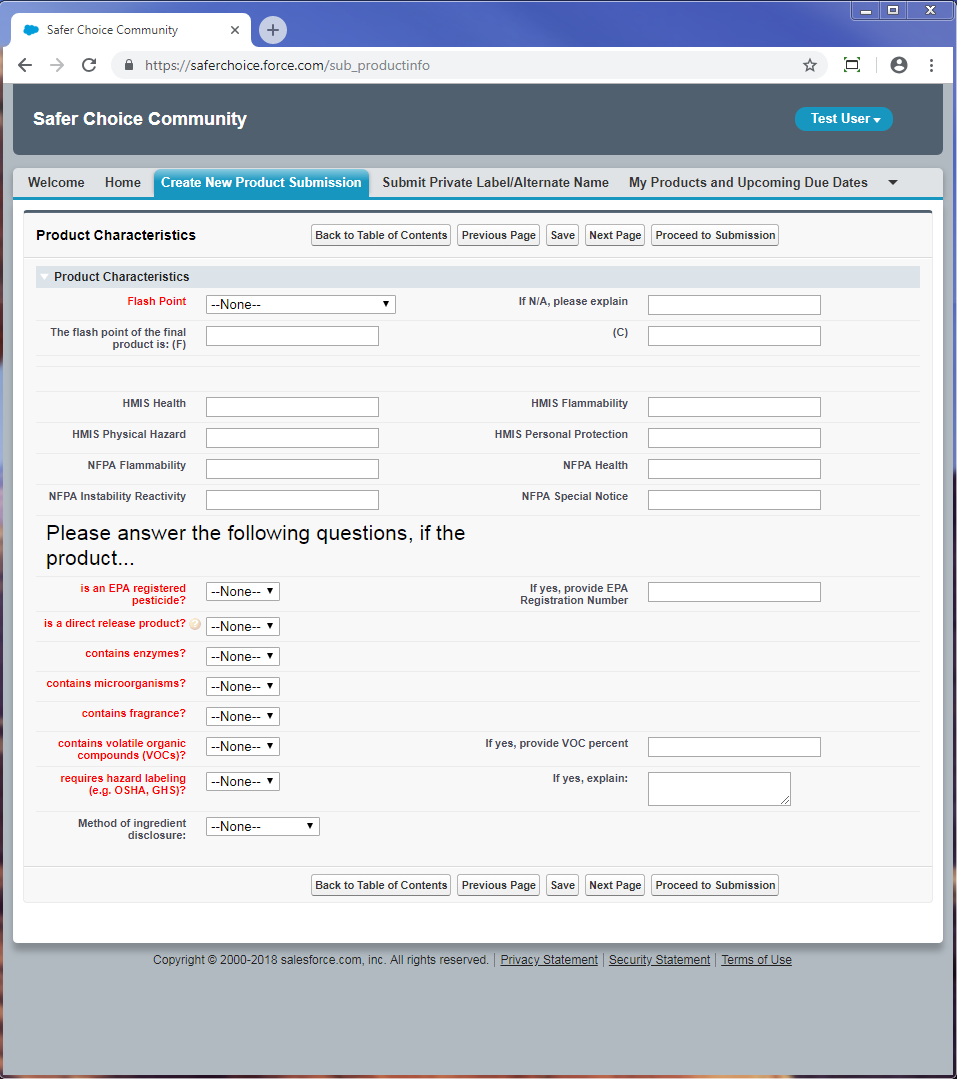 Safer Choice Community
https://saferchoice.force.com/sub_productinfo
Safer Choice Community
Test User
Welcome Home Create New Product Submission Submit Private Label/Alternate Name My Products and Upcoming Due Dates
Product Characteristics Back to Table of Contents Previous Page Save Next Page Proceed to Submission
Product Characteristics
Flash Point --None-- If N/A, please explain
The flash point of the final
product is: (F) (C)
HMIS Health HMIS Flammability
HMIS Physical Hazard HMIS Personal Protection
NFPA Flammability NFPA Health
NFPA Instability Reactivity NFPA Special Notice
Please answer the following questions, if the
product...
is an EPA registered
pesticide? --None-- If yes, provide EPA
Registration Number
is a direct release product? ? --None--
contains enzymes? --None--
contains microorganisms? --None--
contains fragrance? --None--
contains volatile organic
compounds (VOCs)? --None-- If yes, provide VOC percent
requires hazard labeling
(e.g. OSHA, GHS)? --None-- If yes, explain:
Method of ingredient
disclosure: --None--
Back to Table of Contents Previous Page Save Next Page Proceed to Submission
Copyright © 2000-2018 salesforce.com, inc. All rights reserved. | Privacy Statement | Security Statement | Terms of Use